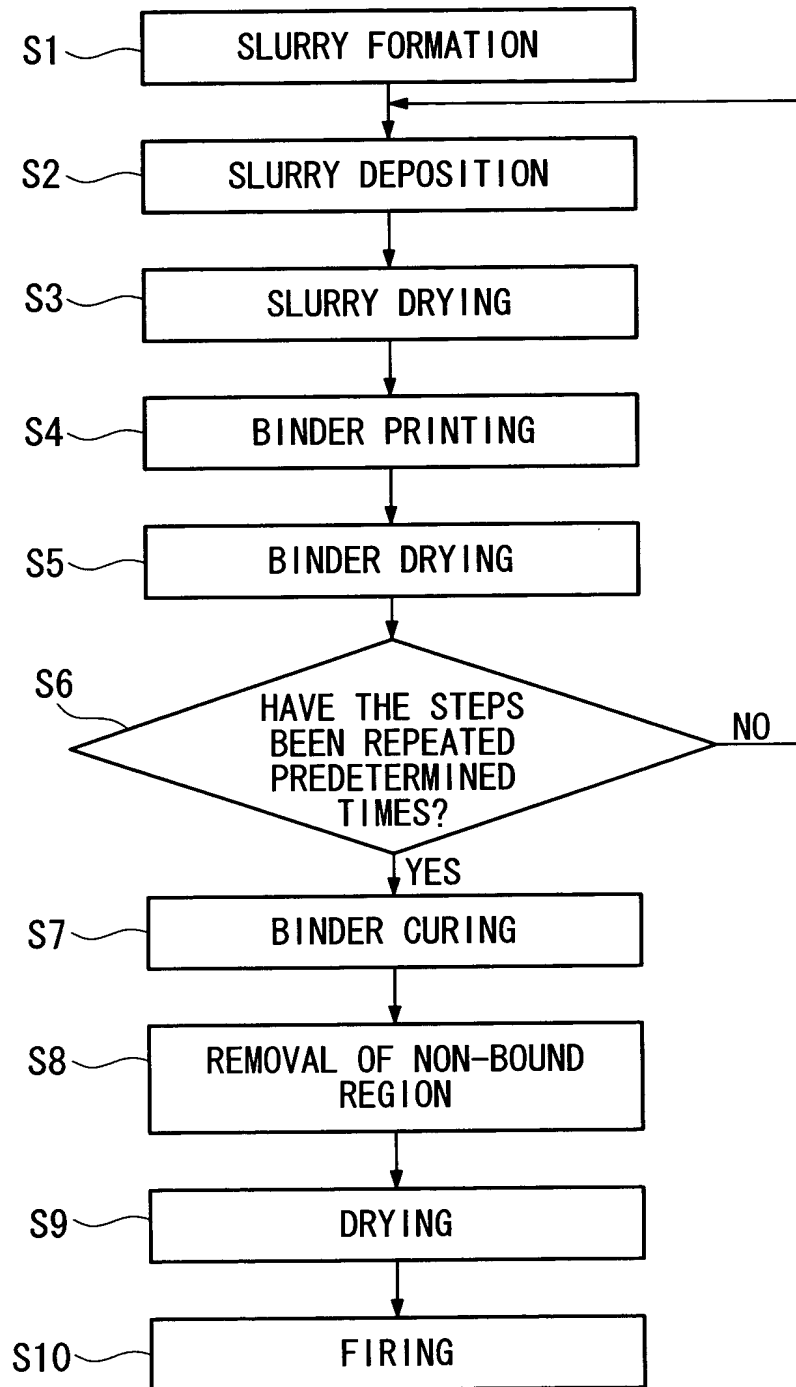 S1
SLURRY FORMATION
S2
SLURRY DEPOSITION
S3
SLURRY DRYING
S4
BINDER PRINTING
S5
BINDER DRYING
S6
HAVE THE STEPS
BEEN REPEATED
PREDETERMINED
TIMES?
NO
YES
S7
BINDER CURING
S8
REMOVAL OF NON-BOUND
REGION
S9
DRYING
S10
FIRING